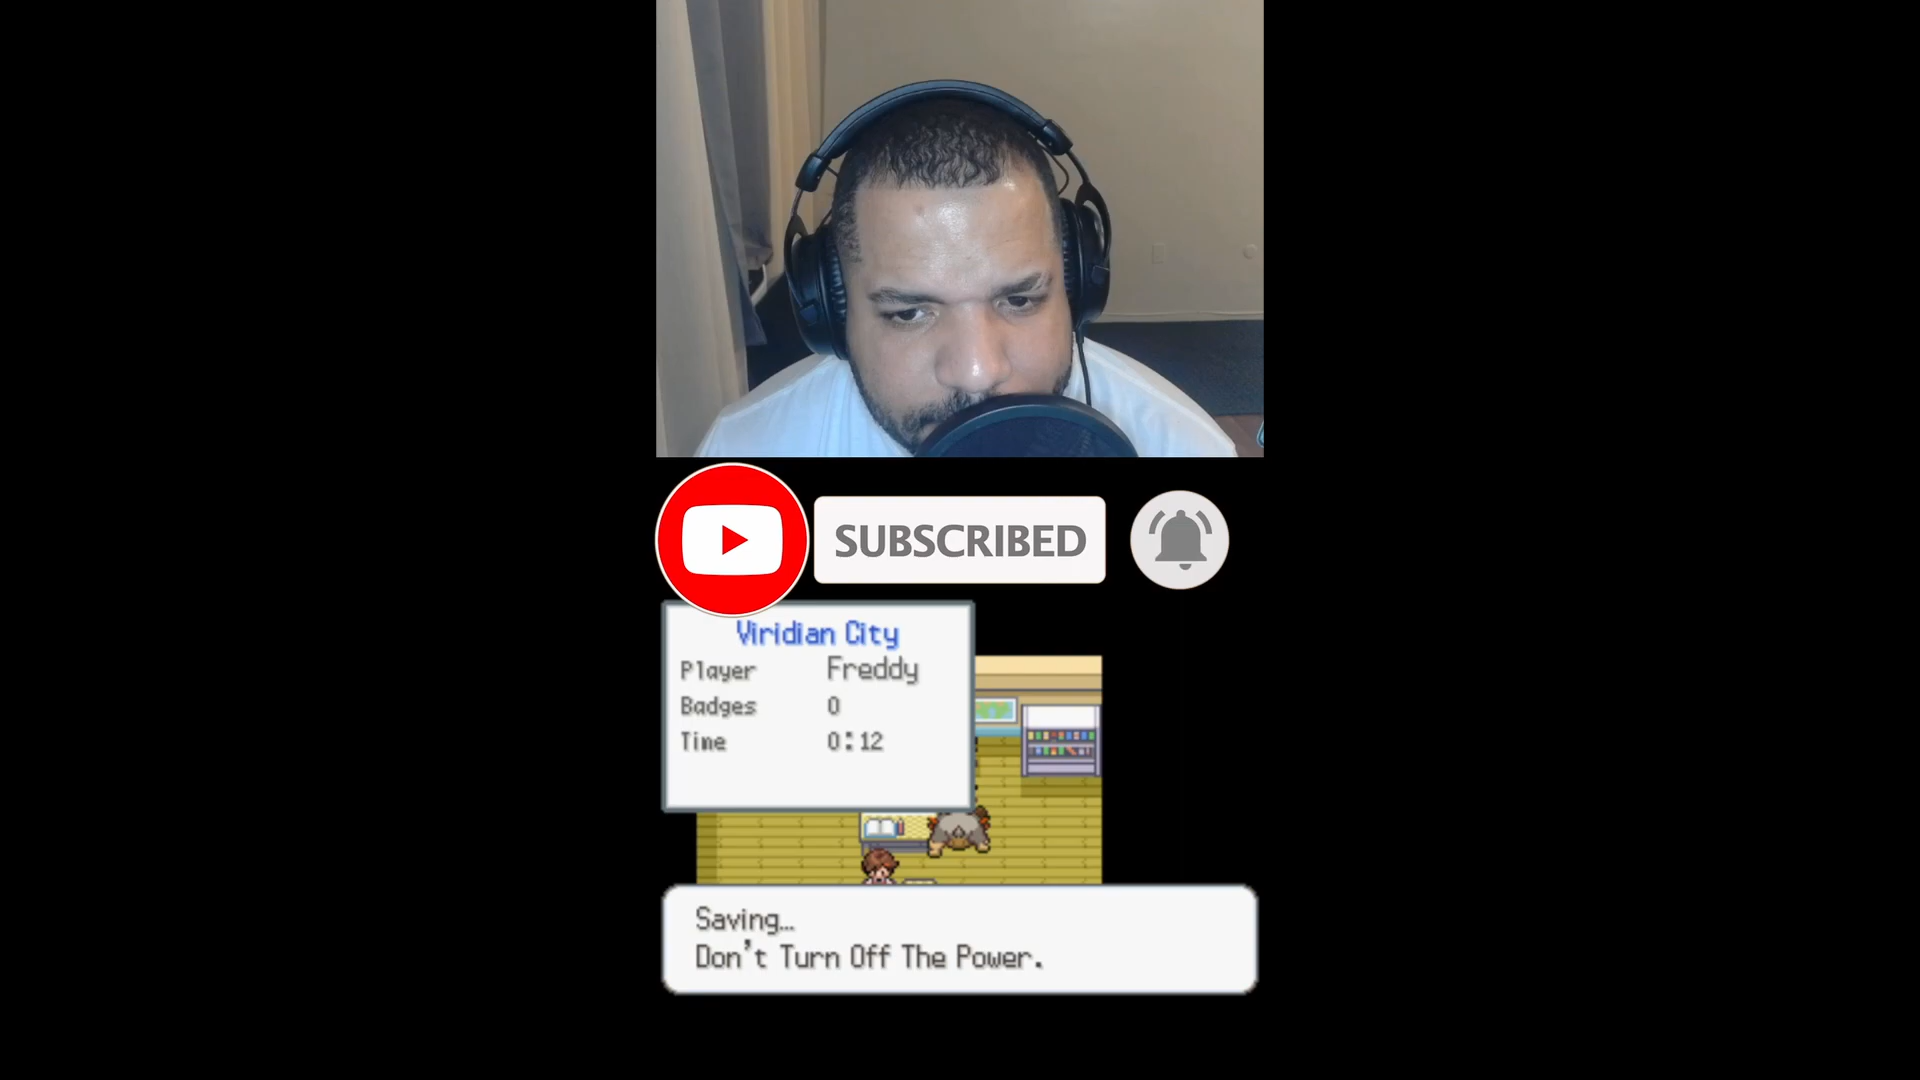 SUBSCRIBED
Viridian City
Player Freddy
Badges 0
Time 0:12
Saving...
Don't Turn Off The Power.